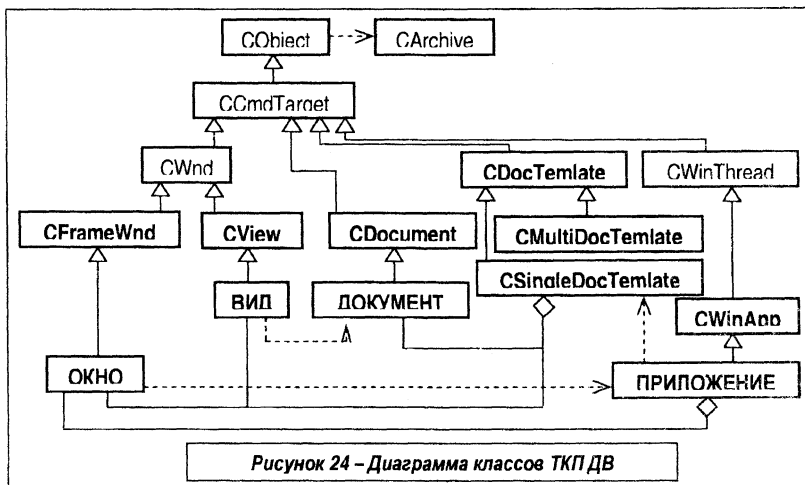 CObject
CArchive
CCmdTarget
CWnd
CDocTemlate
CWinThread
CFrameWnd
CView
CDocument
CMultiDocTemlate
CSingleDocTemlate
ВИД
ДОКУМЕНТ
CWinApp
ОКНО
ПРИЛОЖЕНИЕ
Рисунок 24 – Диаграмма классов ТКП ДВ